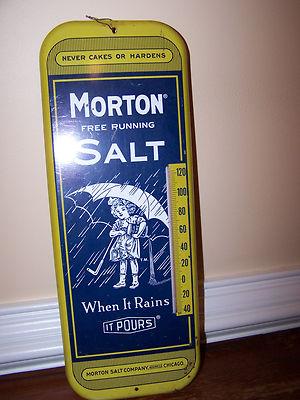 NEVER CAKES OR HARDENS
MORTON®
FREE RUNNING
SALT
120
100
80
60
40
20
0
20
40
T.M.
When It Rains
IT POURS®
MORTON SALT COMPANY, CHICAGO